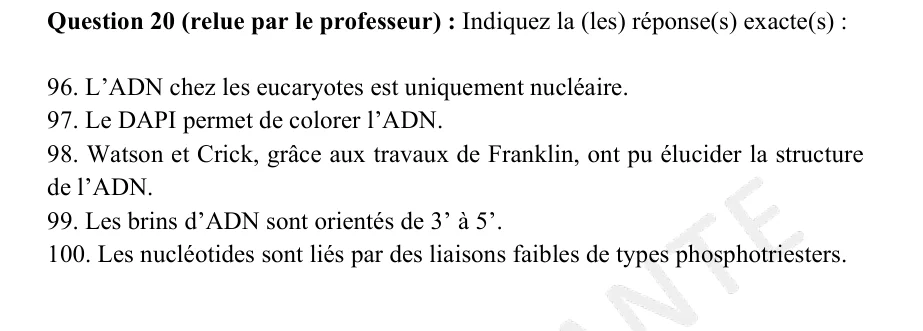 Question 20 (relue par le professeur) : Indiquez la (les) réponse(s) exacte(s) :
96. L’ADN chez les eucaryotes est uniquement nucléaire.
97. Le DAPI permet de colorer l’ADN.
98. Watson et Crick, grâce aux travaux de Franklin, ont pu élucider la structure
de l’ADN.
99. Les brins d’ADN sont orientés de 3’ à 5’.
100. Les nucléotides sont liés par des liaisons faibles de types phosphotriesters.